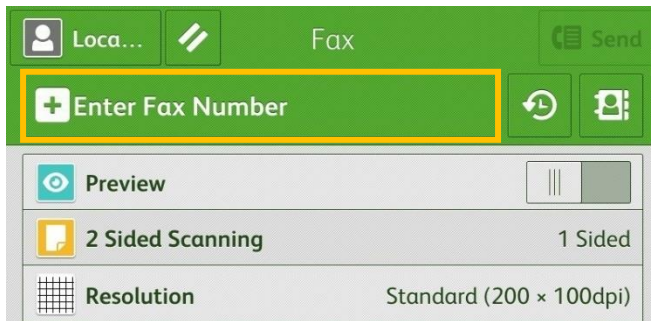 Loca... Fax Send
Enter Fax Number
Preview
2 Sided Scanning 1 Sided
Resolution Standard (200 × 100dpi)